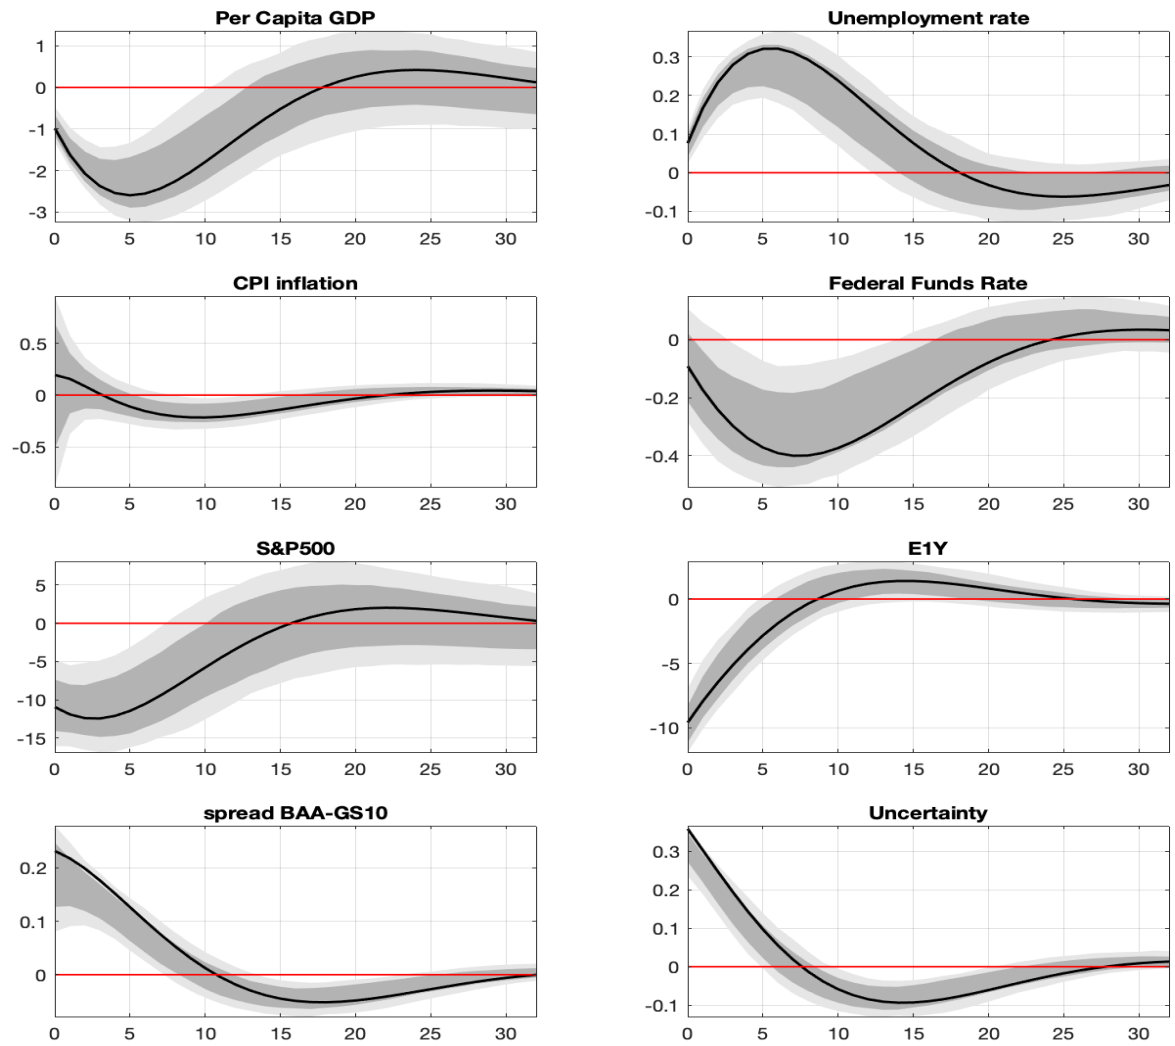 Per Capita GDP
1
0
-1
-2
-3
0 5 10 15 20 25 30
Unemployment rate
0.3
0.2
0.1
0
-0.1
0 5 10 15 20 25 30
CPI inflation
0.5
0
-0.5
0 5 10 15 20 25 30
Federal Funds Rate
0
-0.2
-0.4
0 5 10 15 20 25 30
S&P500
5
0
-5
-10
-15
0 5 10 15 20 25 30
E1Y
0
-5
-10
0 5 10 15 20 25 30
spread BAA-GS10
0.2
0.1
0
0 5 10 15 20 25 30
Uncertainty
0.3
0.2
0.1
0
-0.1
0 5 10 15 20 25 30